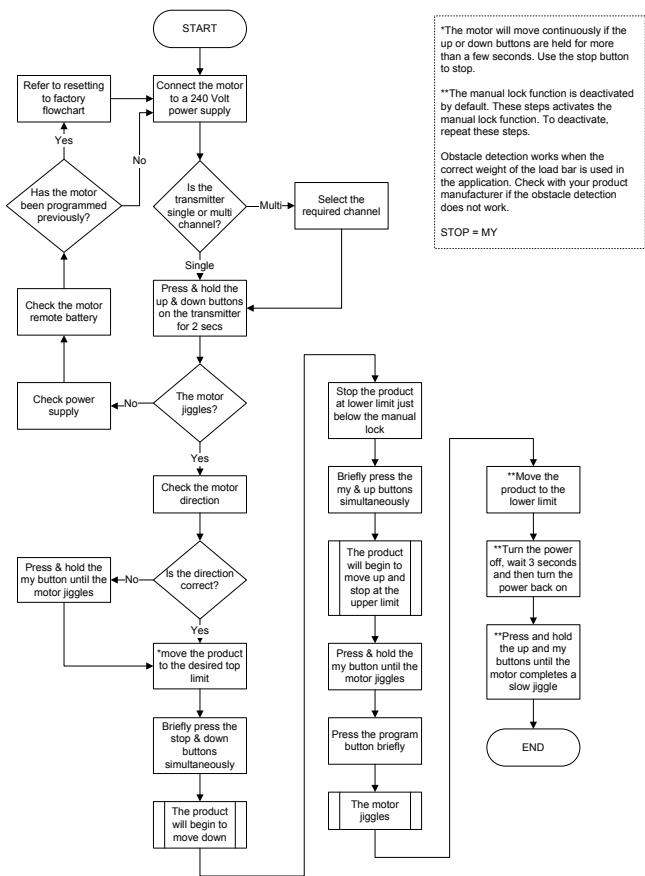 START
Refer to resetting
to factory
flowchart
Connect the motor
to a 240 Volt
power supply
Yes
No
Has the motor
been programmed
previously?
Is the
transmitter
single or multi
channel?
Multi
Select the
required channel
Single
Check the motor
remote battery
Press & hold the
up & down buttons
on the transmitter
for 2 secs
Check power
supply
No
The motor
jiggles?
Yes
Check the motor
direction
Press & hold the
my button until the
motor jiggles
No
Is the direction
correct?
Yes
*move the product
to the desired top
limit
Briefly press the
stop & down
buttons
simultaneously
The product
will begin to
move down
Stop the product
at lower limit just
below the manual
lock
Briefly press the
my & up buttons
simultaneously
The product
will begin to
move up and
stop at the
upper limit
Press & hold the
my button until the
motor jiggles
Press the program
button briefly
The motor
jiggles
**Move the
product to the
lower limit
**Turn the power
off, wait 3 seconds
and then turn the
power back on
**Press and hold
the up and my
buttons until the
motor completes a
slow jiggle
END
*The motor will move continuously if the
up or down buttons are held for more
than a few seconds. Use the stop button
to stop.
**The manual lock function is deactivated
by default. These steps activates the
manual lock function. To deactivate,
repeat these steps.
Obstacle detection works when the
correct weight of the load bar is used in
the application. Check with your product
manufacturer if the obstacle detection
does not work.
STOP = MY